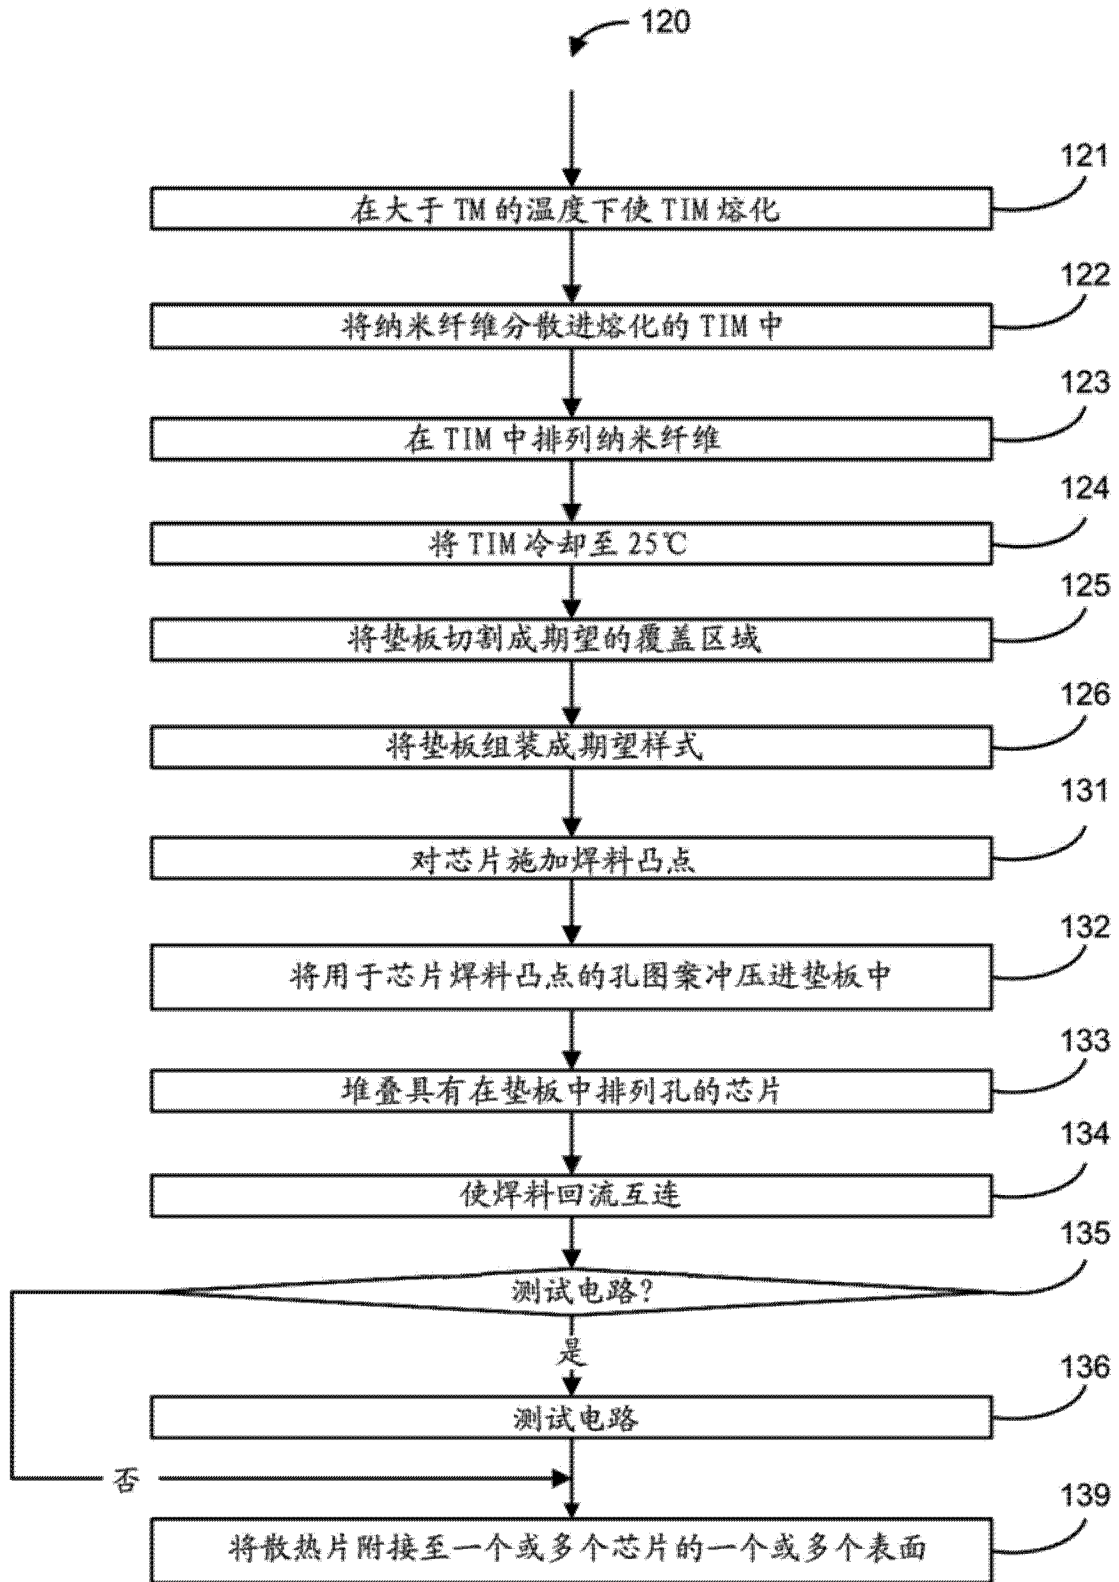 120
121
在大于 TM 的温度下使 TIM 熔化
122
将纳米纤维分散进熔化的 TIM 中
123
在 TIM 中排列纳米纤维
124
将 TIM 冷却至 25℃
125
将垫板切割成期望的覆盖区域
126
将垫板组装成期望样式
131
对芯片施加焊料凸点
132
将用于芯片焊料凸点的孔图案冲压进垫板中
133
堆叠具有在垫板中排列孔的芯片
134
使焊料回流互连
135
测试电路?
是
136
测试电路
否
139
将散热片附接至一个或多个芯片的一个或多个表面